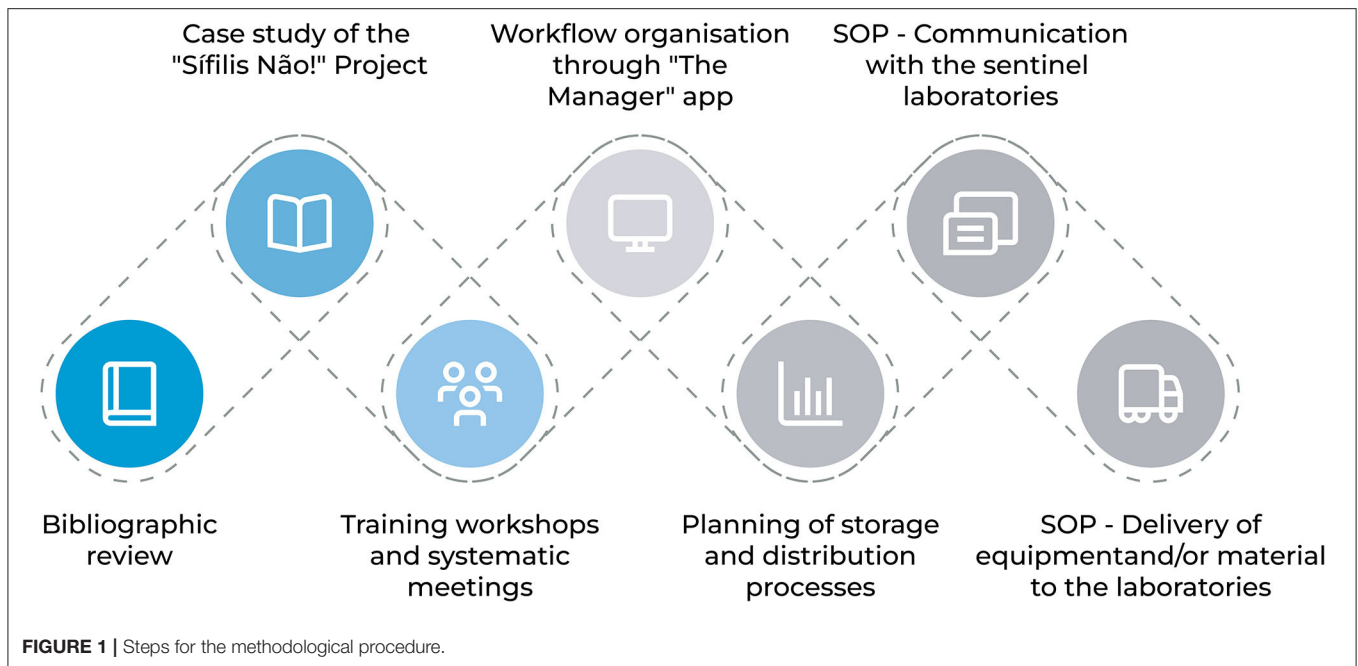 Case study of the
"Sífilis Não!" Project
Workflow organisation
through "The
Manager" app
SOP - Communication
with the sentinel
laboratories
Bibliographic
review
Training workshops
and systematic
meetings
Planning of storage
and distribution
processes
SOP - Delivery of
equipmentand/or material
to the laboratories
FIGURE 1 | Steps for the methodological procedure.